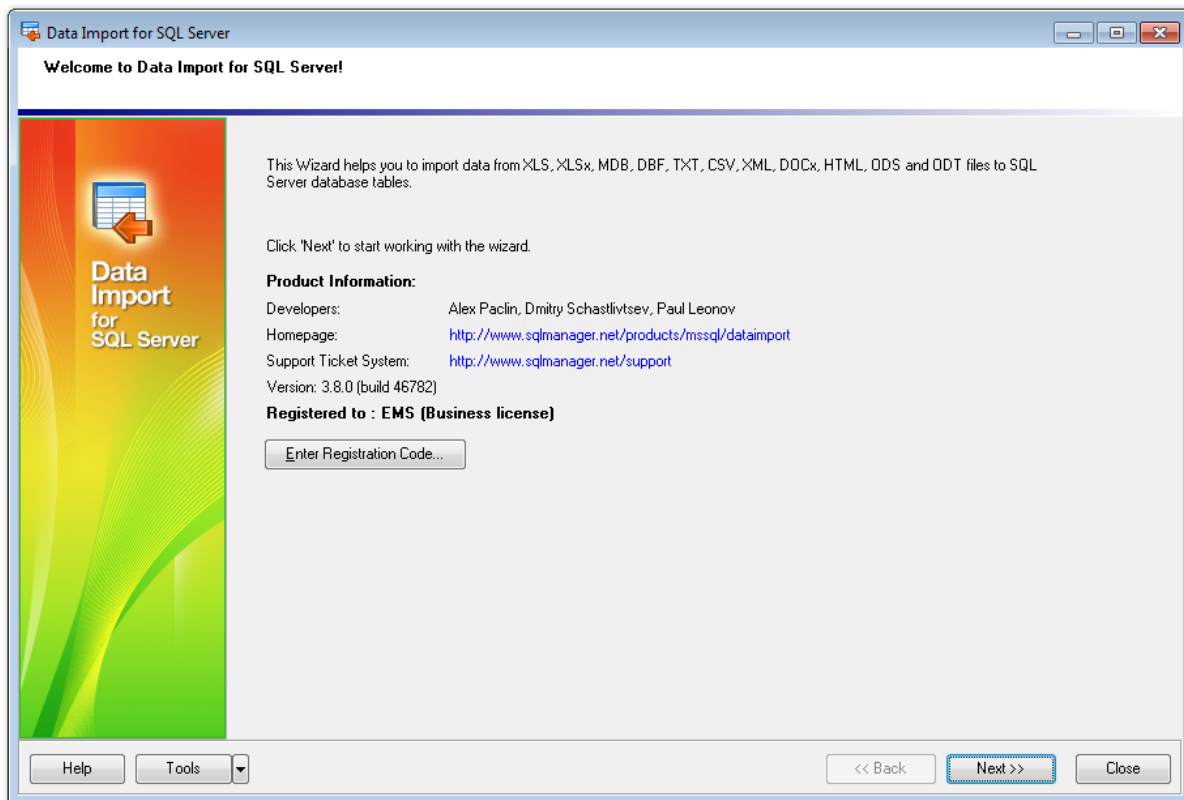 Data Import for SQL Server
Welcome to Data Import for SQL Server!
Data
Import
for
SQL Server
This Wizard helps you to import data from XLS, XLSx, MDB, DBF, TXT, CSV, XML, DOCx, HTML, ODS and ODT files to SQL
Server database tables.
Click 'Next' to start working with the wizard.
Product Information:
Developers: Alex Paclin, Dmitry Schastlivtsev, Paul Leonov
Homepage: http://www.sqlmanager.net/products/mssql/dataimport
Support Ticket System: http://www.sqlmanager.net/support
Version: 3.8.0 (build 46782)
Registered to : EMS (Business license)
Enter Registration Code...
Help Tools << Back Next >> Close